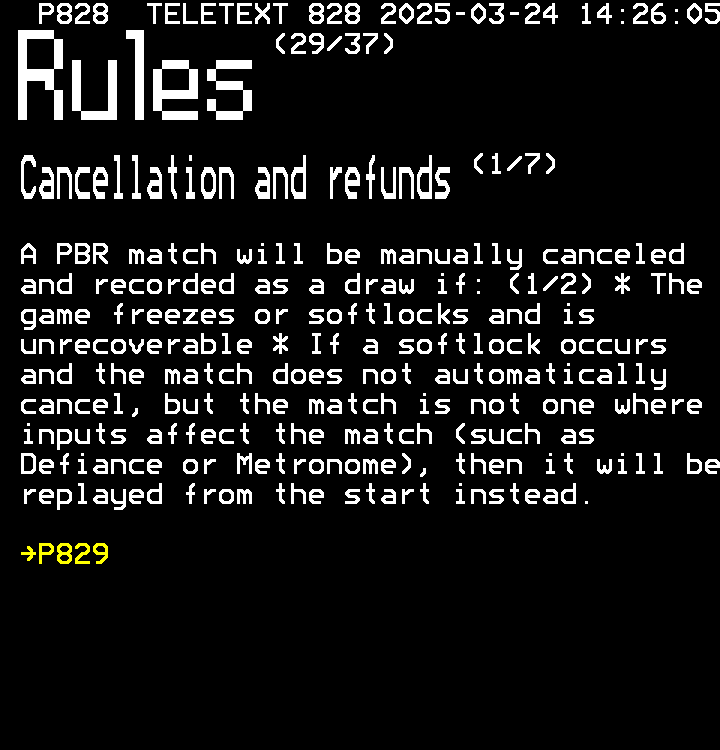 P828 TELETEXT 828 2025-03-24 14:26:05
Rules (29/37)
Cancellation and refunds (1/7)
A PBR match will be manually canceled
and recorded as a draw if: (1/2) * The
game freezes or softlocks and is
unrecoverable * If a softlock occurs
and the match does not automatically
cancel, but the match is not one where
inputs affect the match (such as
Defiance or Metronome), then it will be
replayed from the start instead.
→P829